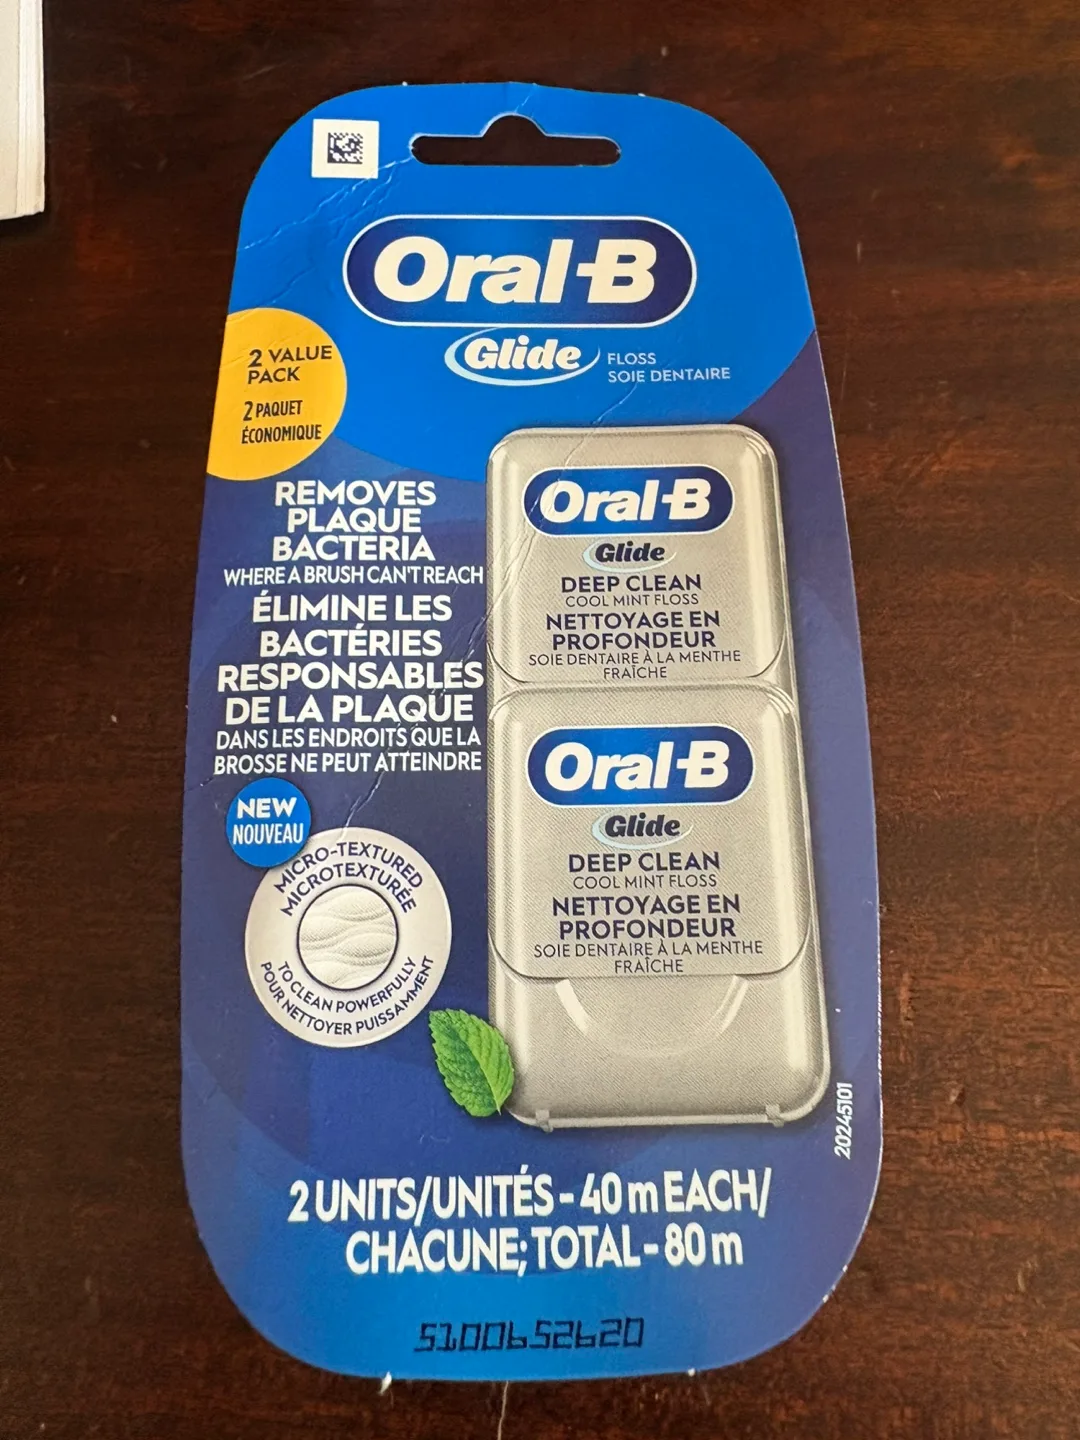 Oral-B
Glide FLOSS
SOIE DENTAIRE
2 VALUE
PACK
2 PAQUET
ÉCONOMIQUE
REMOVES
PLAQUE
BACTERIA
WHERE A BRUSH CAN'T REACH
ÉLIMINE LES
BACTÉRIES
RESPONSABLES
DE LA PLAQUE
DANS LES ENDROITS QUE LA
BROSSE NE PEUT ATTEINDRE
NEW
NOUVEAU
MICRO-TEXTURED
MICROTEXTURÉE
TO CLEAN POWERFULLY
POUR NETTOYER PUISSAMMENT
Oral-B
Glide
DEEP CLEAN
COOL MINT FLOSS
NETTOYAGE EN
PROFONDEUR
SOIE DENTAIRE À LA MENTHE
FRAÎCHE
Oral-B
Glide
DEEP CLEAN
COOL MINT FLOSS
NETTOYAGE EN
PROFONDEUR
SOIE DENTAIRE À LA MENTHE
FRAÎCHE
20245101
2 UNITS/UNITÉS - 40 m EACH/
CHACUNE; TOTAL - 80 m
5100652620